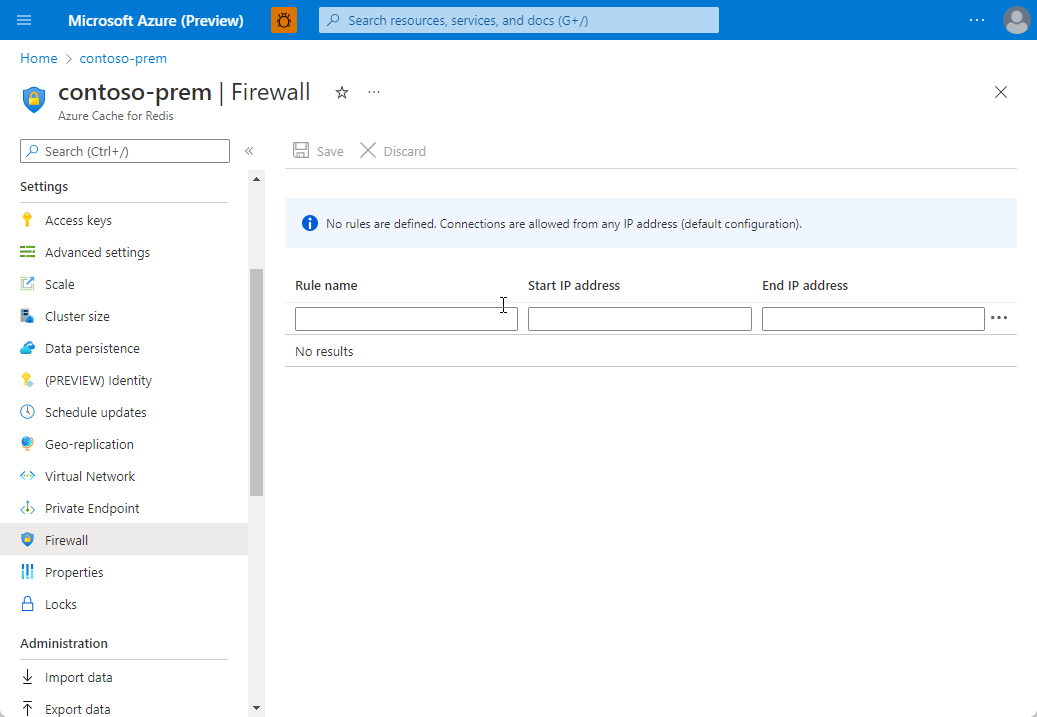 Microsoft Azure (Preview)
Search resources, services, and docs (G+/)
Home > contoso-prem
contoso-prem | Firewall
Azure Cache for Redis
Search (Ctrl+/)
Save
Discard
Settings
Access keys
Advanced settings
Scale
Cluster size
Data persistence
(PREVIEW) Identity
Schedule updates
Geo-replication
Virtual Network
Private Endpoint
Firewall
Properties
Locks
Administration
Import data
Export data
No rules are defined. Connections are allowed from any IP address (default configuration).
Rule name
Start IP address
End IP address
No results